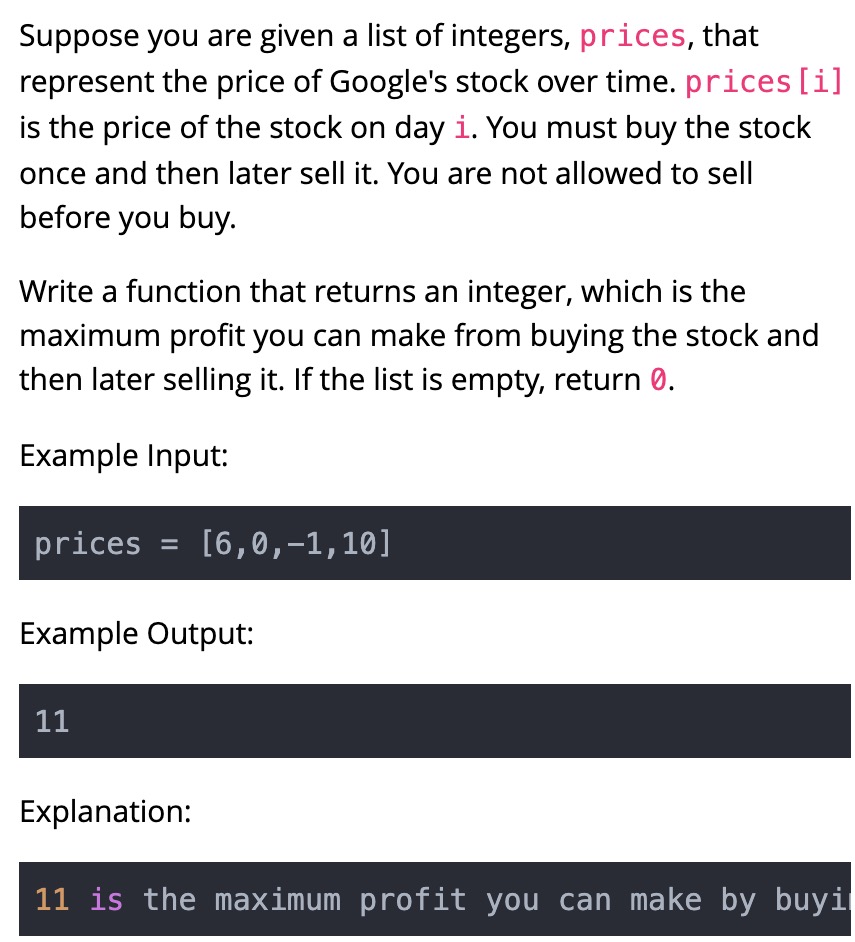 Suppose you are given a list of integers, prices, that
represent the price of Google's stock over time. prices[i]
is the price of the stock on day i. You must buy the stock
once and then later sell it. You are not allowed to sell
before you buy.
Write a function that returns an integer, which is the
maximum profit you can make from buying the stock and
then later selling it. If the list is empty, return 0.
Example Input:
prices = [6,0,-1,10]
Example Output:
11
Explanation:
11 is the maximum profit you can make by